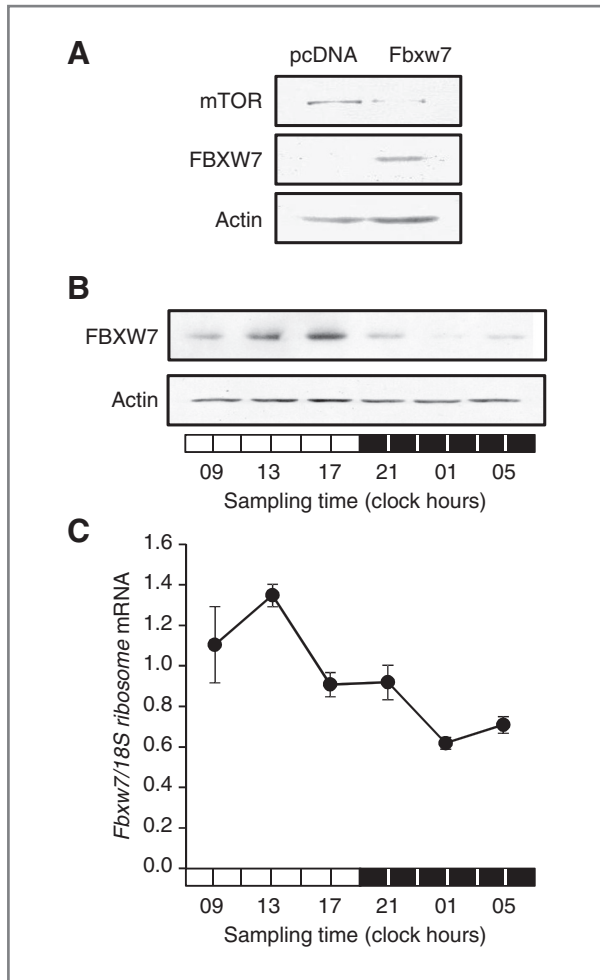 A
pcDNA Fbxw7
mTOR
FBXW7
Actin
B
FBXW7
Actin
09 13 17 21 01 05
Sampling time (clock hours)
C
Fbxw7/18S ribosome mRNA
1.6
1.4
1.2
1.0
0.8
0.6
0.4
0.2
0.0
09 13 17 21 01 05
Sampling time (clock hours)